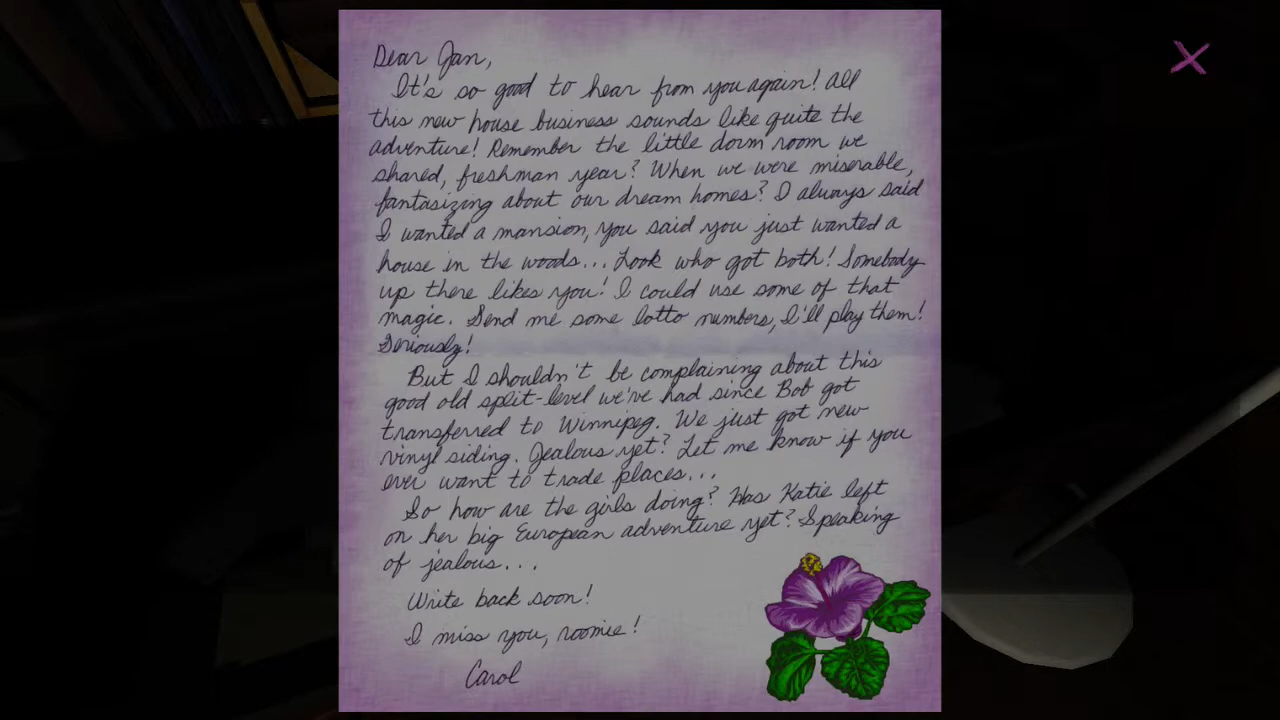 Dear Jan,
It's so good to hear from you again! All
this new house business sounds like quite the
adventure! Remember the little dorm room we
shared, freshman year? When we were miserable,
fantasizing about our dream homes? I always said
I wanted a mansion, you said you just wanted a
house in the woods... Look who got both! Somebody
up there likes you! I could use some of that
magic. Send me some lotto numbers, I'll play them!
Seriously!
But I shouldn't be complaining about this
good old split-level we've had since Bob got
transferred to Winnipeg. We just got new
vinyl siding. Jealous yet? Let me know if you
ever want to trade places...
So how are the girls doing? Has Katie left
on her big European adventure yet? Speaking
of jealous...
Write back soon!
I miss you, roomie!
Carol